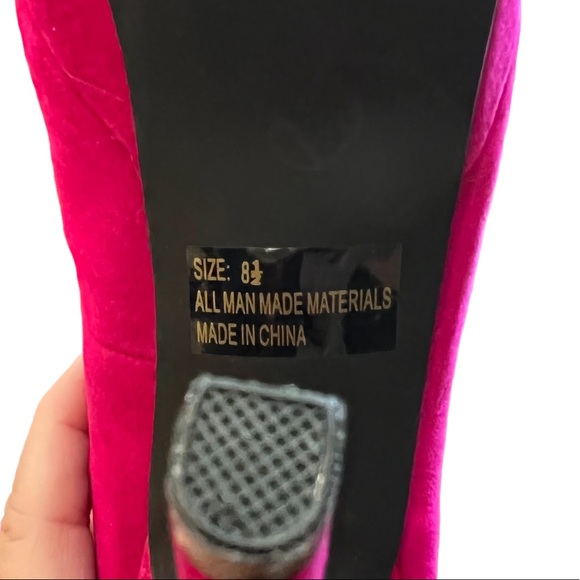 SIZE: 8½
ALL MAN MADE MATERIALS
MADE IN CHINA